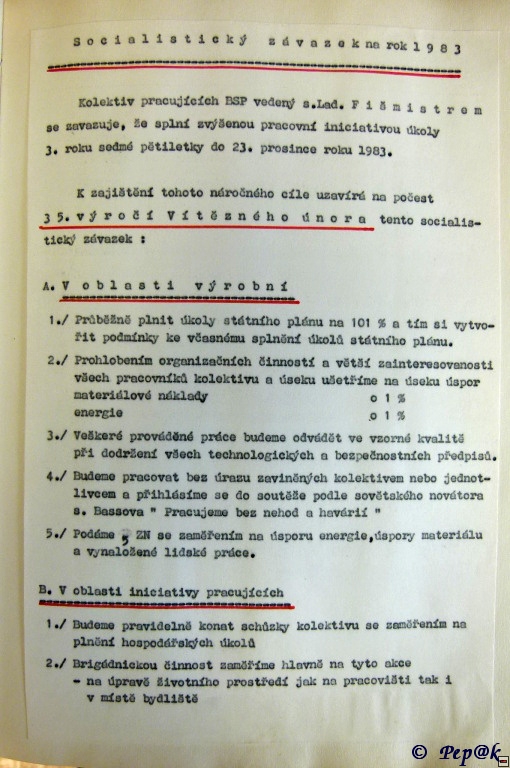 Socialistický závazek na rok 1983
Kolektiv pracujících BSP vedený s.Lad. Fišmistrem
se zavazuje, že splní zvýšenou pracovní iniciativou úkoly
3. roku sedmé pětiletky do 23. prosince roku 1983.
K zajištění tohoto náročného cíle uzavírá na počest
35. výročí Vítězného února tento socialis-
tický závazek :
A. V oblasti výrobní
1./ Průběžně plnit úkoly státního plánu na 101 % a tím si vytvo-
řit podmínky ke včasnému splnění úkolů státního plánu.
2./ Prohlobením organizačních činností a větší zainteresovanosti
všech pracovníků kolektivu a úseku ušetříme na úseku úspor
materiálové náklady o 1 %
energie o 1 %
3./ Veškeré prováděné práce budeme odvádět ve vzorné kvalitě
při dodržení všech technologických a bezpečnostních předpisů.
4./ Budeme pracovat bez úrazu zaviněných kolektivem nebo jednot-
livcem a přihlásíme se do soutěže podle sovětského novátora
s. Bassova " Pracujeme bez nehod a havárií "
5./ Podáme , ZN se zaměřením na úsporu energie,úspory materiálu
a vynaložené lidské práce.
B. V oblasti iniciativy pracujících
1./ Budeme pravidelně konat schůzky kolektivu se zaměřením na
plnění hospodářských úkolů
2./ Brigádnickou činnost zaměříme hlavně na tyto akce
- na úpravě životního prostředí jak na pracovišti tak i
v místě bydliště
© Pep@k